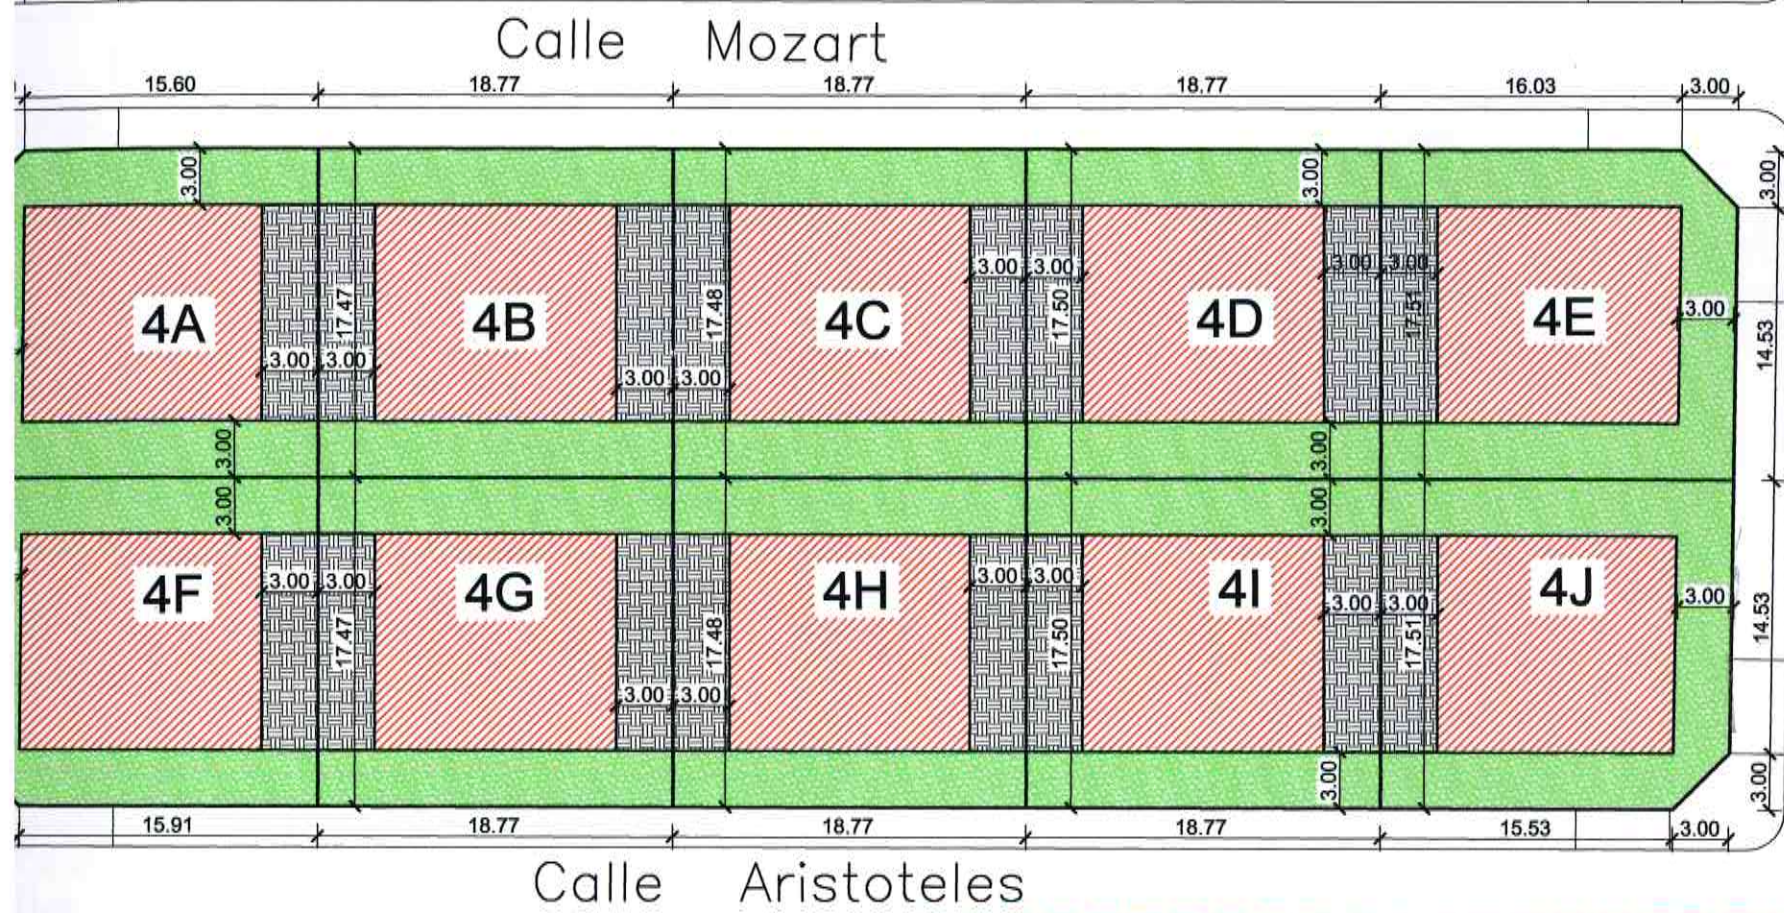 Calle Mozart
15.60 18.77 18.77 18.77 16.03 3.00
3.00 3.00 3.00
4A 17.47 4B 17.48 4C 3.00 3.00 17.50 4D 3.00 3.00 17.51 4E 3.00
3.00 3.00 3.00 3.00 14.53
3.00 3.00
3.00 3.00
4F 3.00 3.00 4G 4H 3.00 3.00 4I 3.00 3.00 4J 3.00
17.47 17.48 17.50 17.51 14.53
3.00 3.00
3.00 3.00
15.91 18.77 18.77 18.77 15.53 3.00
Calle Aristoteles